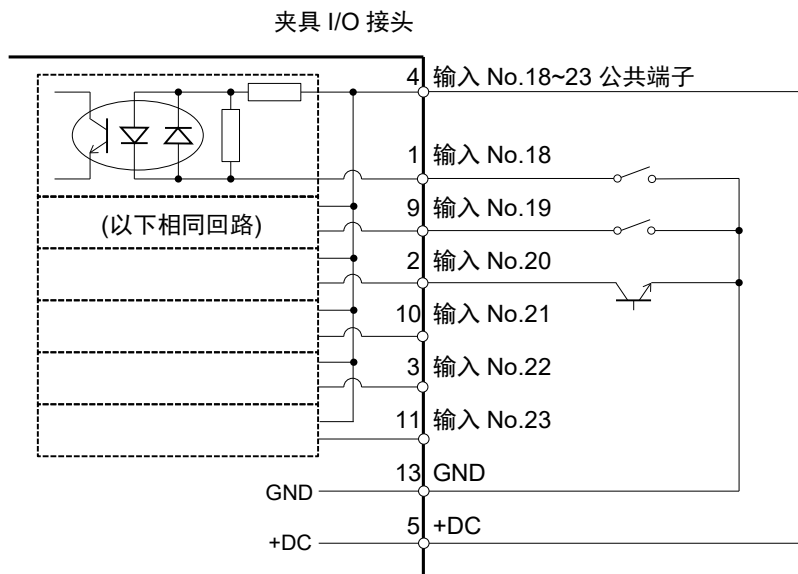 夹具 I/O 接头
4 输入 No.18~23 公共端子
1 输入 No.18
9 输入 No.19
(以下相同回路)
2 输入 No.20
10 输入 No.21
3 输入 No.22
11 输入 No.23
GND 13 GND
+DC 5 +DC